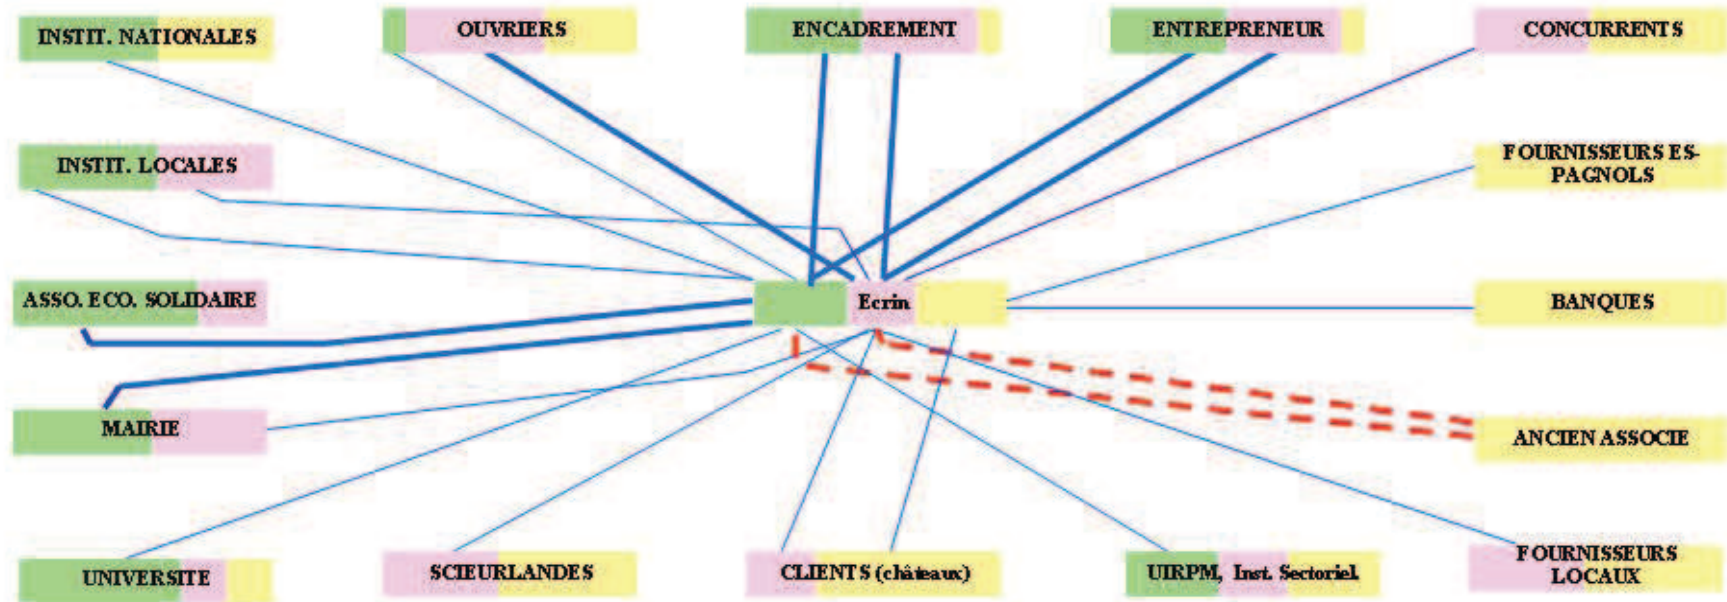 INSTIT. NATIONALES
OUVRIERS
ENCADREMENT
ENTREPRENEUR
CONCURRENTS
INSTIT. LOCALES
FOURNISSEURS ES-
PAGNOLS
ASSO. ECO. SOLIDAIRE
Ecrin
BANQUES
MAIRIE
ANCIEN ASSOCIE
UNIVERSITE
SCIEURLANDES
CLIENTS (châteaux)
UIRPM, Inst. Sectoriel.
FOURNISSEURS
LOCAUX